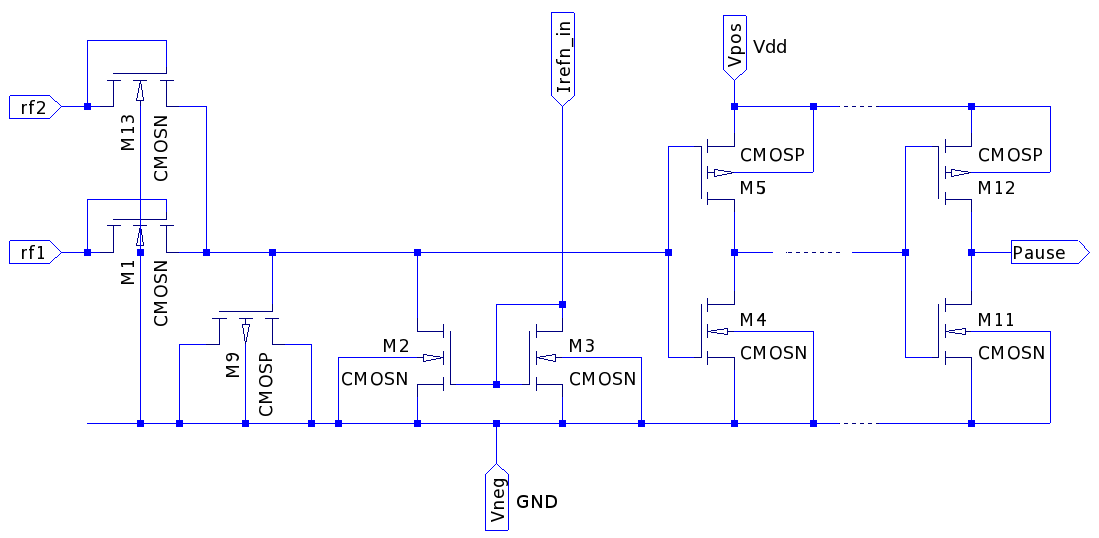 Irefn_in
Vpos
Vdd
rf2
M13
CMOSN
CMOSP
M5
CMOSP
M12
rf1
M1
CMOSN
Pause
M9
CMOSP
M2
CMOSN
M3
CMOSN
M4
CMOSN
M11
CMOSN
Vneg
GND